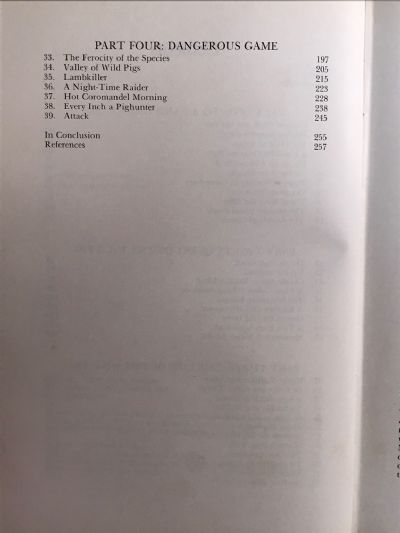 PART FOUR: DANGEROUS GAME
33. The Ferocity of the Species 197
34. Valley of Wild Pigs 205
35. Lambkiller 215
36. A Night-Time Raider 223
37. Hot Coromandel Morning 228
38. Every Inch a Pighunter 238
39. Attack 245
In Conclusion 255
References 257